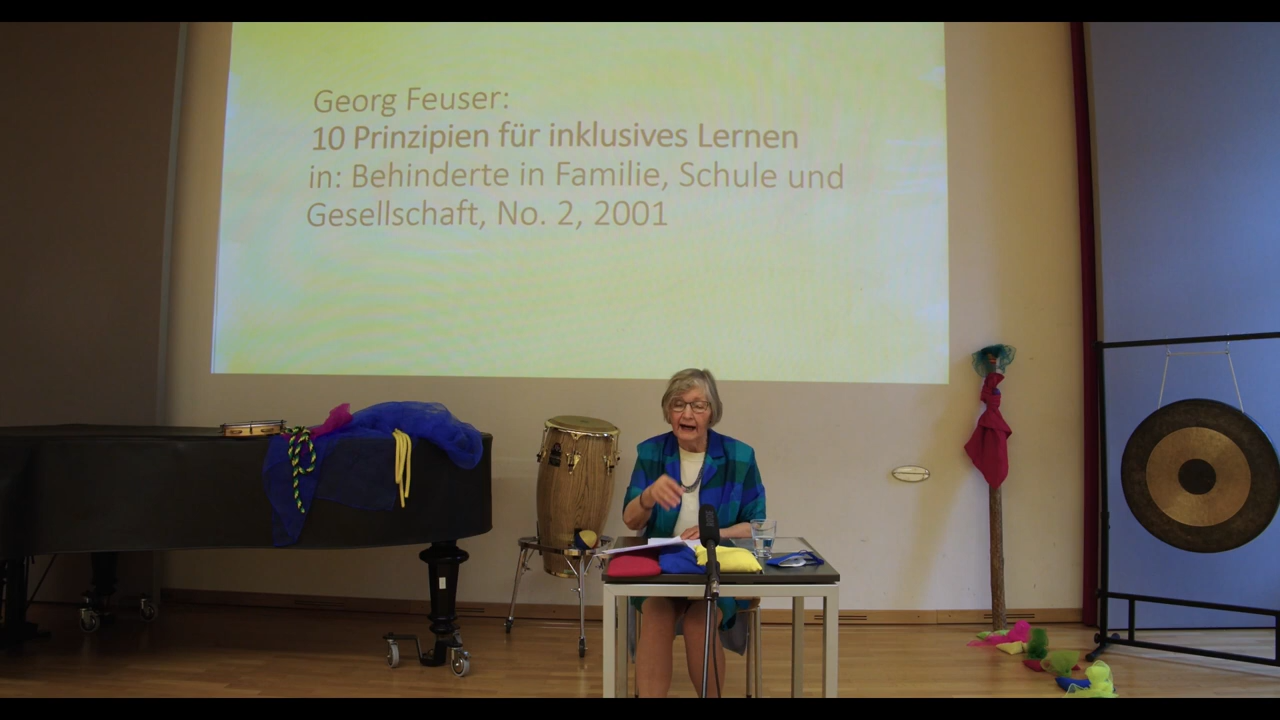 Georg Feuser:
10 Prinzipien für inklusives Lernen
in: Behinderte in Familie, Schule und
Gesellschaft, No. 2, 2001